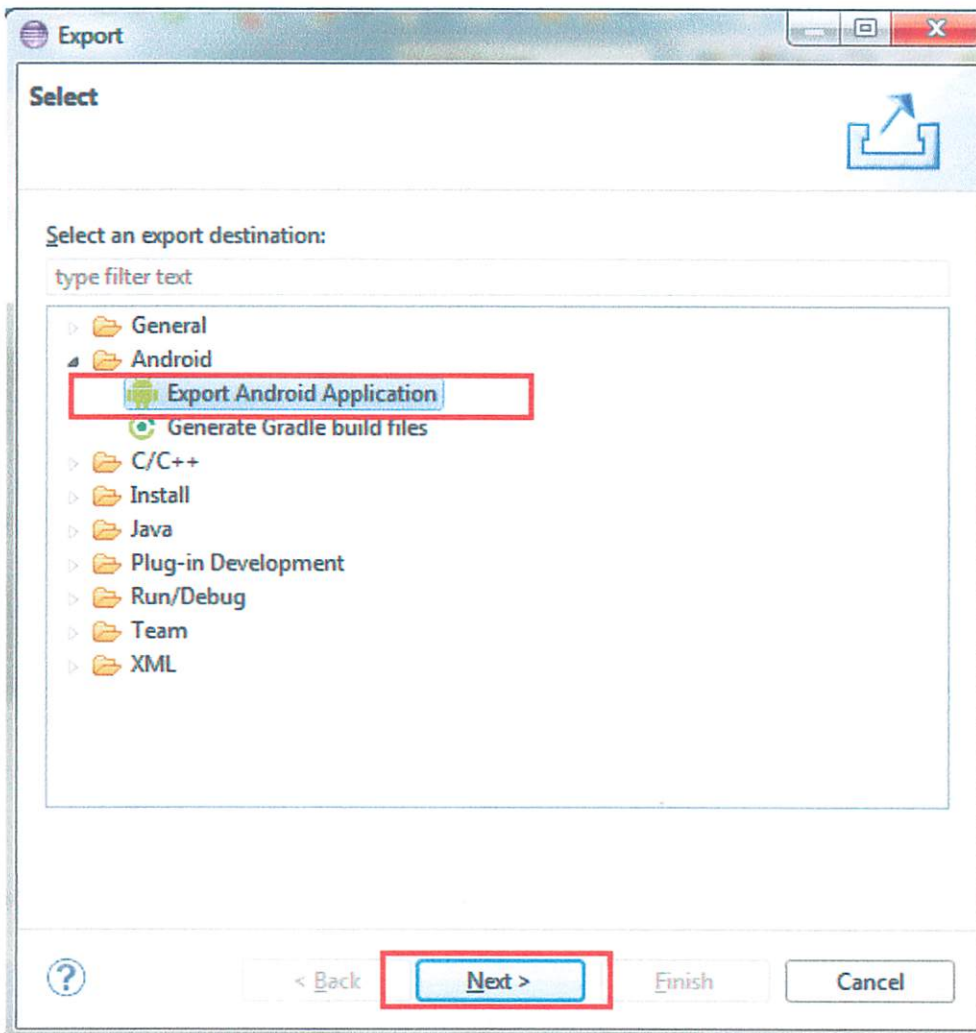 Export
Select
Select an export destination:
type filter text
General
Android
Export Android Application
Generate Gradle build files
C/C++
Install
Java
Plug-in Development
Run/Debug
Team
XML
< Back
Next >
Finish
Cancel